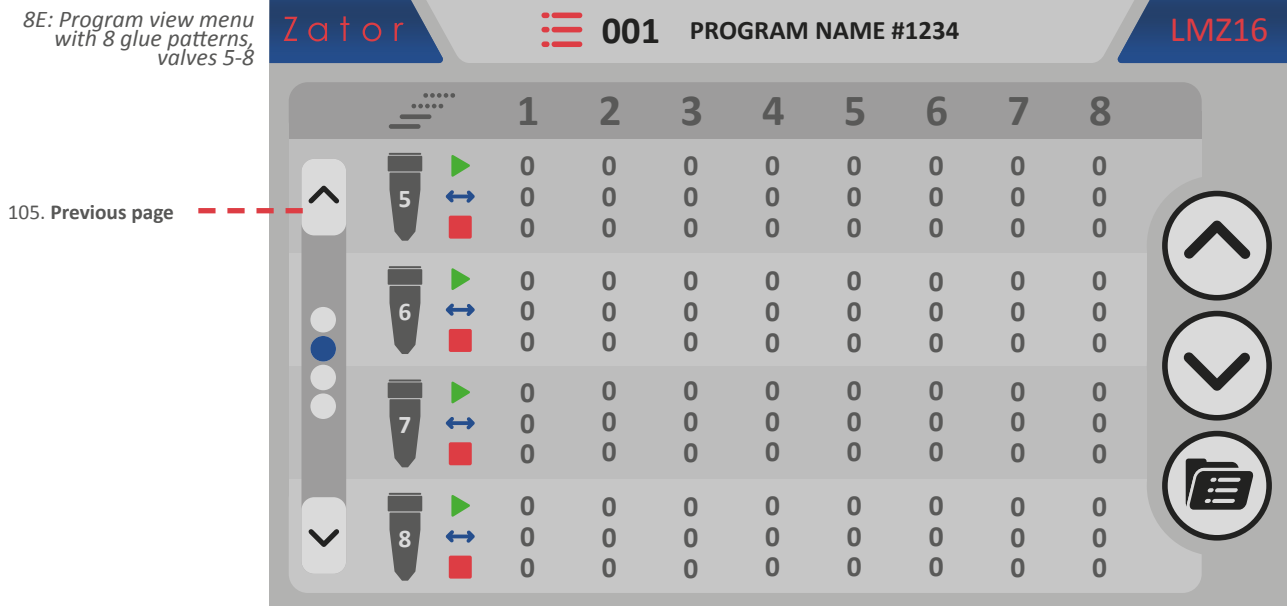 8E: Program view menu
with 8 glue patterns,
valves 5-8
Zator
001 PROGRAM NAME #1234
LMZ16
1 2 3 4 5 6 7 8
105. Previous page
5
0 0 0 0 0 0 0 0
0 0 0 0 0 0 0 0
0 0 0 0 0 0 0 0
6
0 0 0 0 0 0 0 0
0 0 0 0 0 0 0 0
0 0 0 0 0 0 0 0
7
0 0 0 0 0 0 0 0
0 0 0 0 0 0 0 0
0 0 0 0 0 0 0 0
8
0 0 0 0 0 0 0 0
0 0 0 0 0 0 0 0
0 0 0 0 0 0 0 0